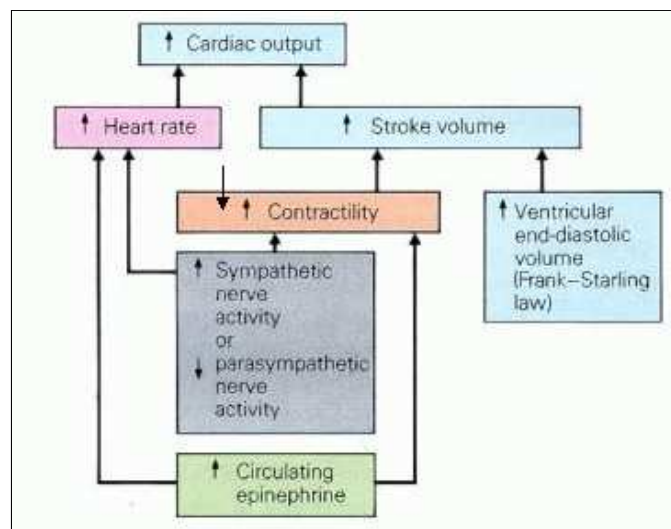 ↑ Cardiac output
↑ Heart rate
↑ Stroke volume
↓ ↑ Contractility
↑ Ventricular
end-diastolic
volume
(Frank–Starling
law)
↑ Sympathetic
nerve
activity
or
↓ parasympathetic
nerve
activity
↑ Circulating
epinephrine